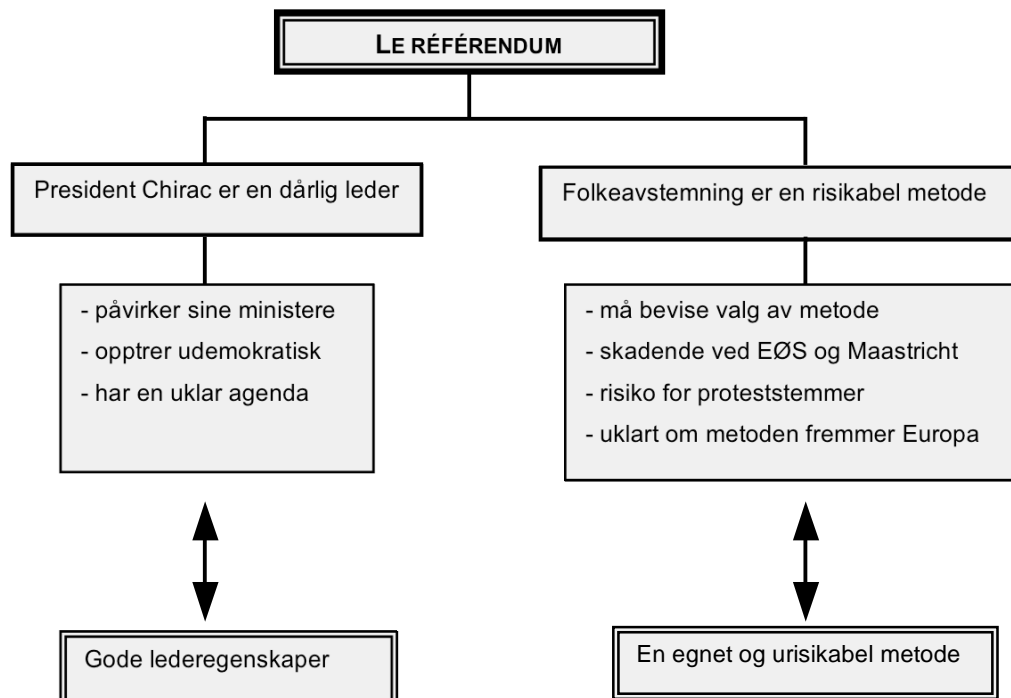 LE RÉFÉRENDUM
President Chirac er en dårlig leder
Folkeavstemning er en risikabel metode
- påvirker sine ministere
- opptrer udemokratisk
- har en uklar agenda
- må bevise valg av metode
- skadende ved EØS og Maastricht
- risiko for proteststemmer
- uklart om metoden fremmer Europa
Gode lederegenskaper
En egnet og urisikabel metode